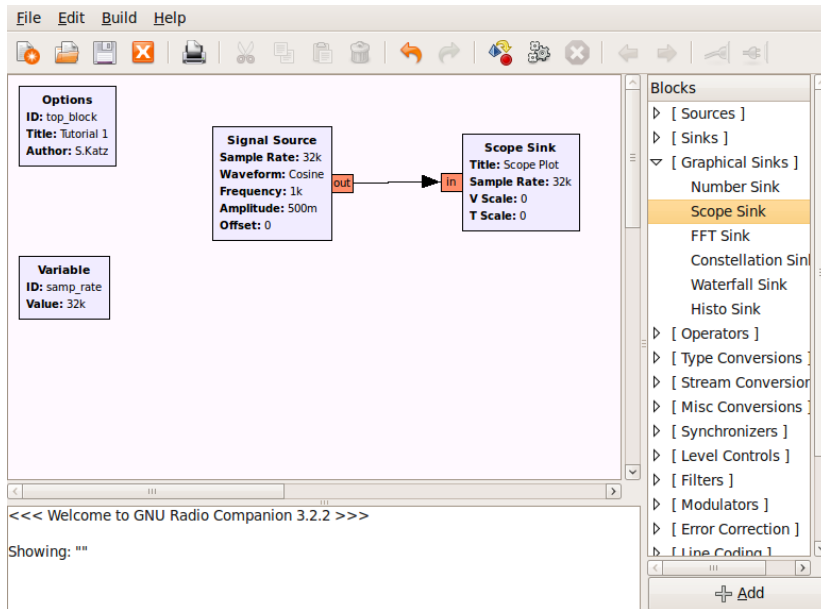 File Edit Build Help
Options
ID: top_block
Title: Tutorial 1
Author: S.Katz
Signal Source
Sample Rate: 32k
Waveform: Cosine
Frequency: 1k
Amplitude: 500m
Offset: 0
out
in
Scope Sink
Title: Scope Plot
Sample Rate: 32k
V Scale: 0
T Scale: 0
Variable
ID: samp_rate
Value: 32k
Blocks
[ Sources ]
[ Sinks ]
[ Graphical Sinks ]
Number Sink
Scope Sink
FFT Sink
Constellation Sink
Waterfall Sink
Histo Sink
[ Operators ]
[ Type Conversions ]
[ Stream Conversior
[ Misc Conversions ]
[ Synchronizers ]
[ Level Controls ]
[ Filters ]
[ Modulators ]
[ Error Correction ]
[ Line Coding ]
Add
<<< Welcome to GNU Radio Companion 3.2.2 >>>
Showing: ""